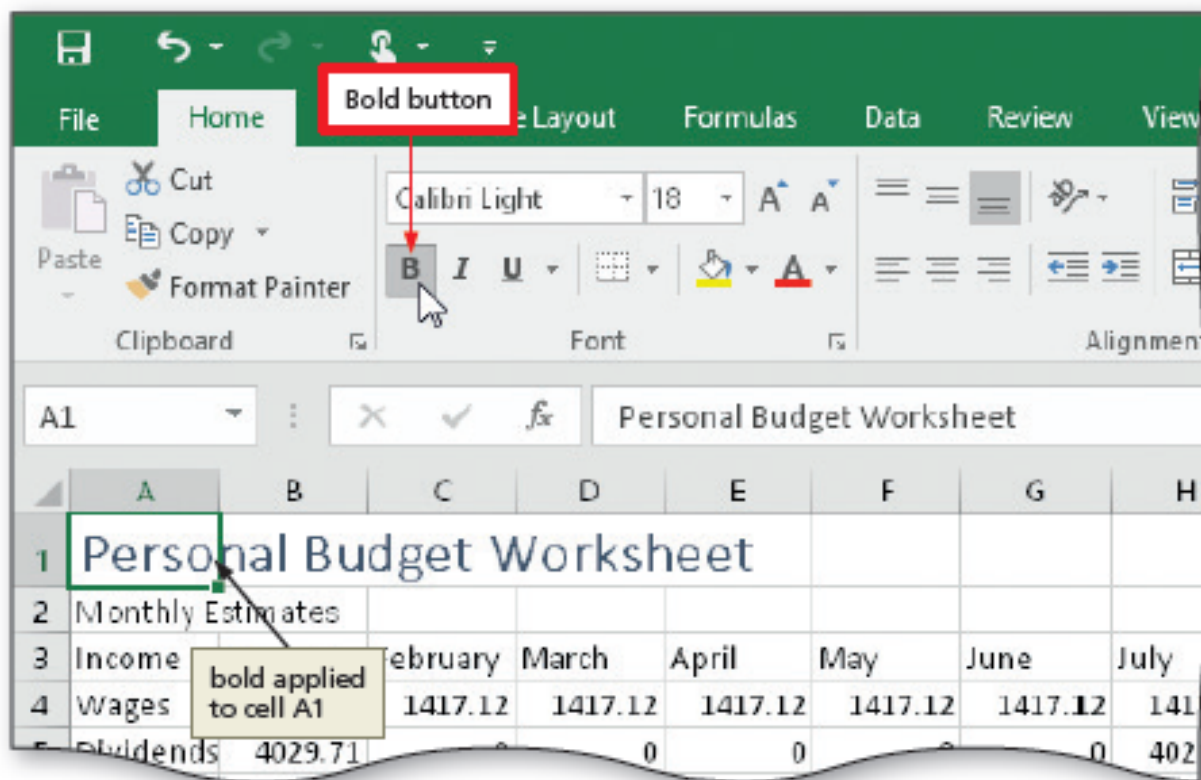 Bold button
File Home e Layout Formulas Data Review View
Cut
Copy
Paste
Format Painter
Calibri Light 18 A A
B I U A
Clipboard Font Alignmen
A1 fx Personal Budget Worksheet
A B C D E F G H
1 Personal Budget Worksheet
2 Monthly Estimates
3 Income ebruary March April May June July
bold applied
to cell A1
4 Wages 1417.12 1417.12 1417.12 1417.12 1417.12 141
Dividends 4029.71 0 0 0 402